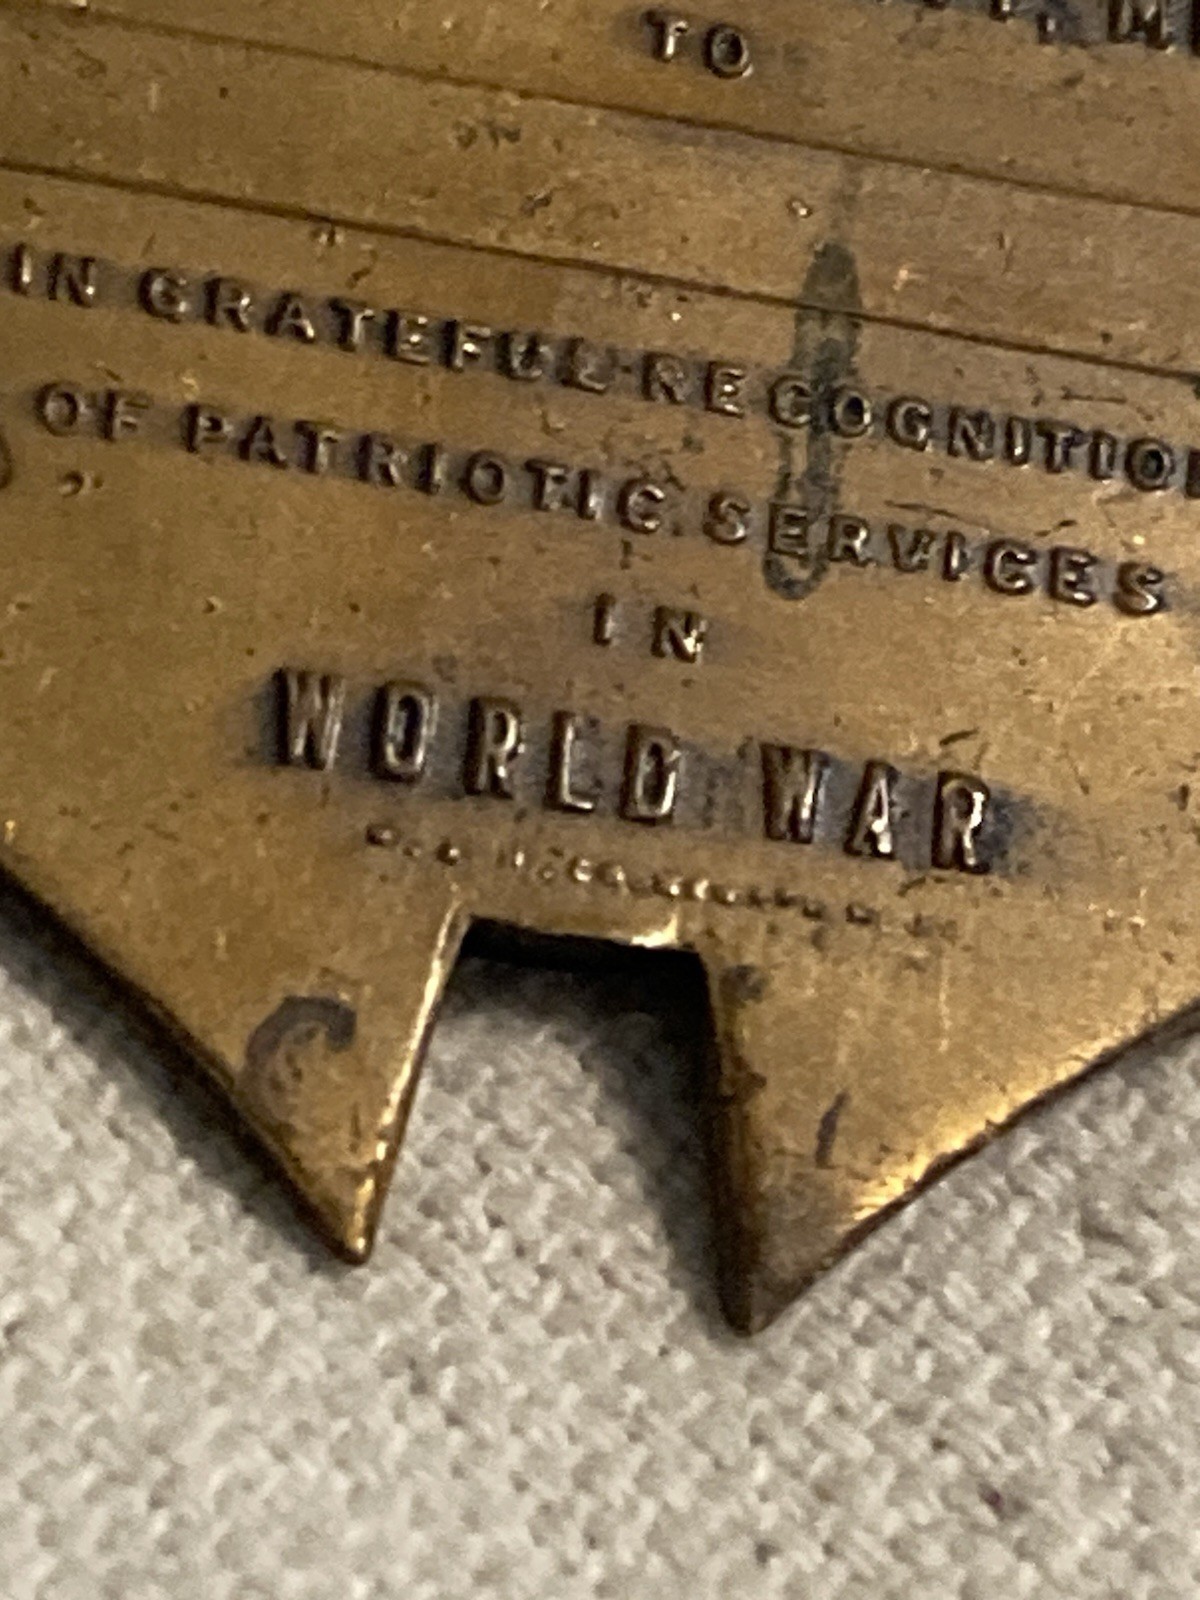 TO
IN GRATEFUL RECOGNITION
OF PATRIOTIC SERVICES
IN
WORLD WAR